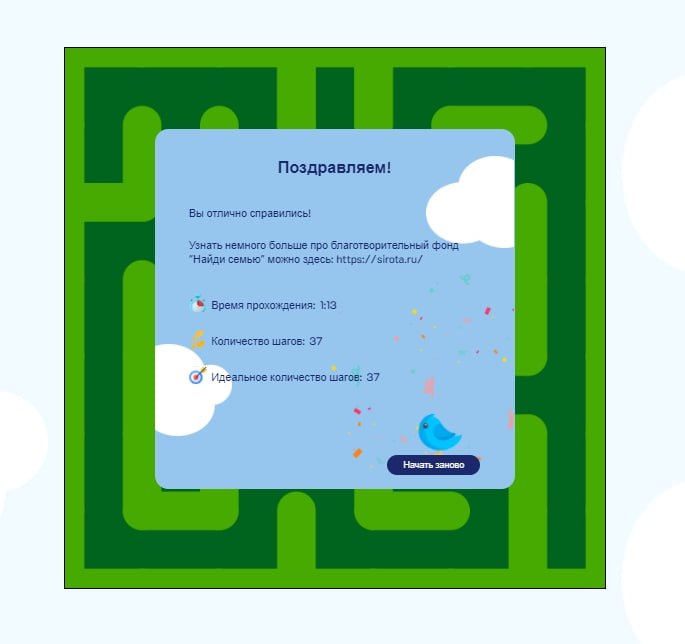 Поздравляем!
Вы отлично справились!
Узнать немного больше про благотворительный фонд
"Найди семью" можно здесь: https://sirota.ru/
Время прохождения: 1:13
Количество шагов: 37
Идеальное количество шагов: 37
Начать заново